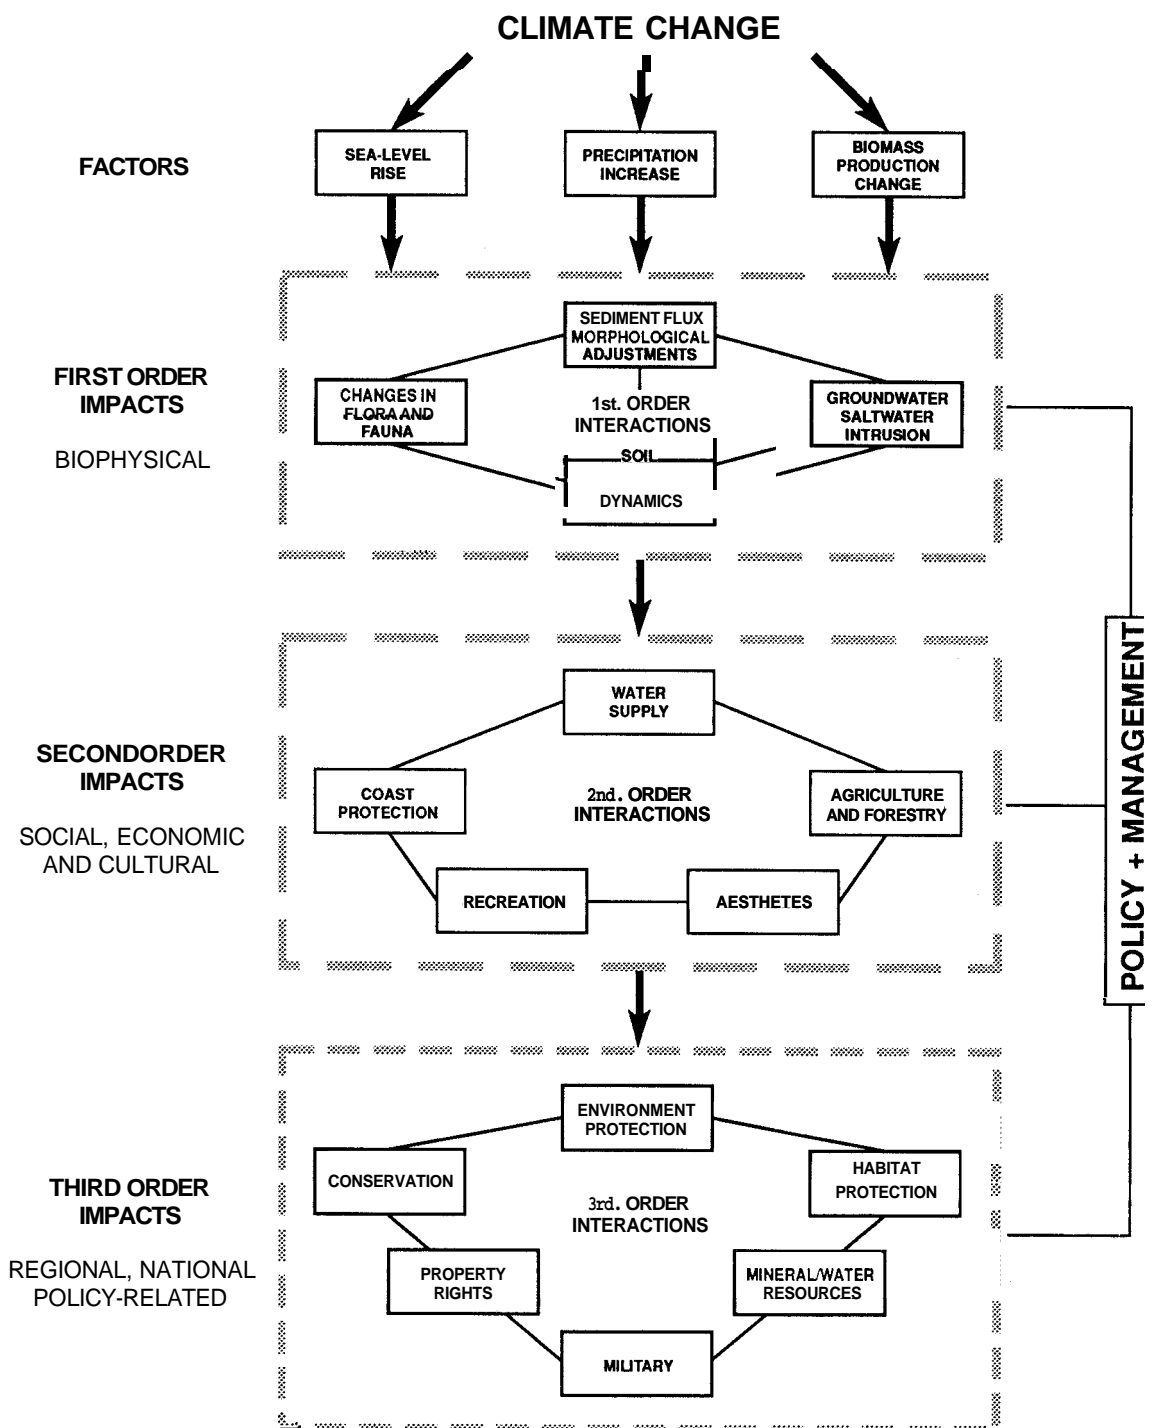 CLIMATE CHANGE
FACTORS
SEA-LEVEL
RISE
PRECIPITATION
INCREASE
BIOMASS
PRODUCTION
CHANGE
FIRST ORDER
IMPACTS
BIOPHYSICAL
SEDIMENT FLUX
MORPHOLOGICAL
ADJUSTMENTS
CHANGES IN
FLORA AND
FAUNA
1st. ORDER
INTERACTIONS
GROUNDWATER
SALTWATER
INTRUSION
SOIL
DYNAMICS
SECONDORDER
IMPACTS
SOCIAL, ECONOMIC
AND CULTURAL
WATER
SUPPLY
COAST
PROTECTION
2nd. ORDER
INTERACTIONS
AGRICULTURE
AND FORESTRY
RECREATION
AESTHETES
THIRD ORDER
IMPACTS
REGIONAL, NATIONAL
POLICY-RELATED
ENVIRONMENT
PROTECTION
CONSERVATION
3rd. ORDER
INTERACTIONS
HABITAT
PROTECTION
PROPERTY
RIGHTS
MINERAL/WATER
RESOURCES
MILITARY
POLICY + MANAGEMENT